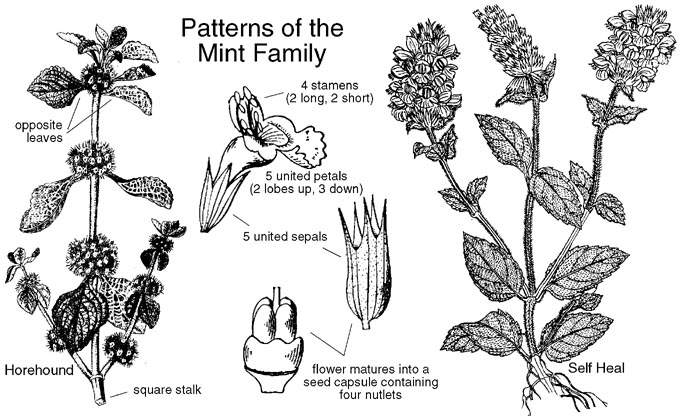 Patterns of the
Mint Family
4 stamens
(2 long, 2 short)
opposite
leaves
5 united petals
(2 lobes up, 3 down)
5 united sepals
Horehound
square stalk
flower matures into a
seed capsule containing
four nutlets
Self Heal